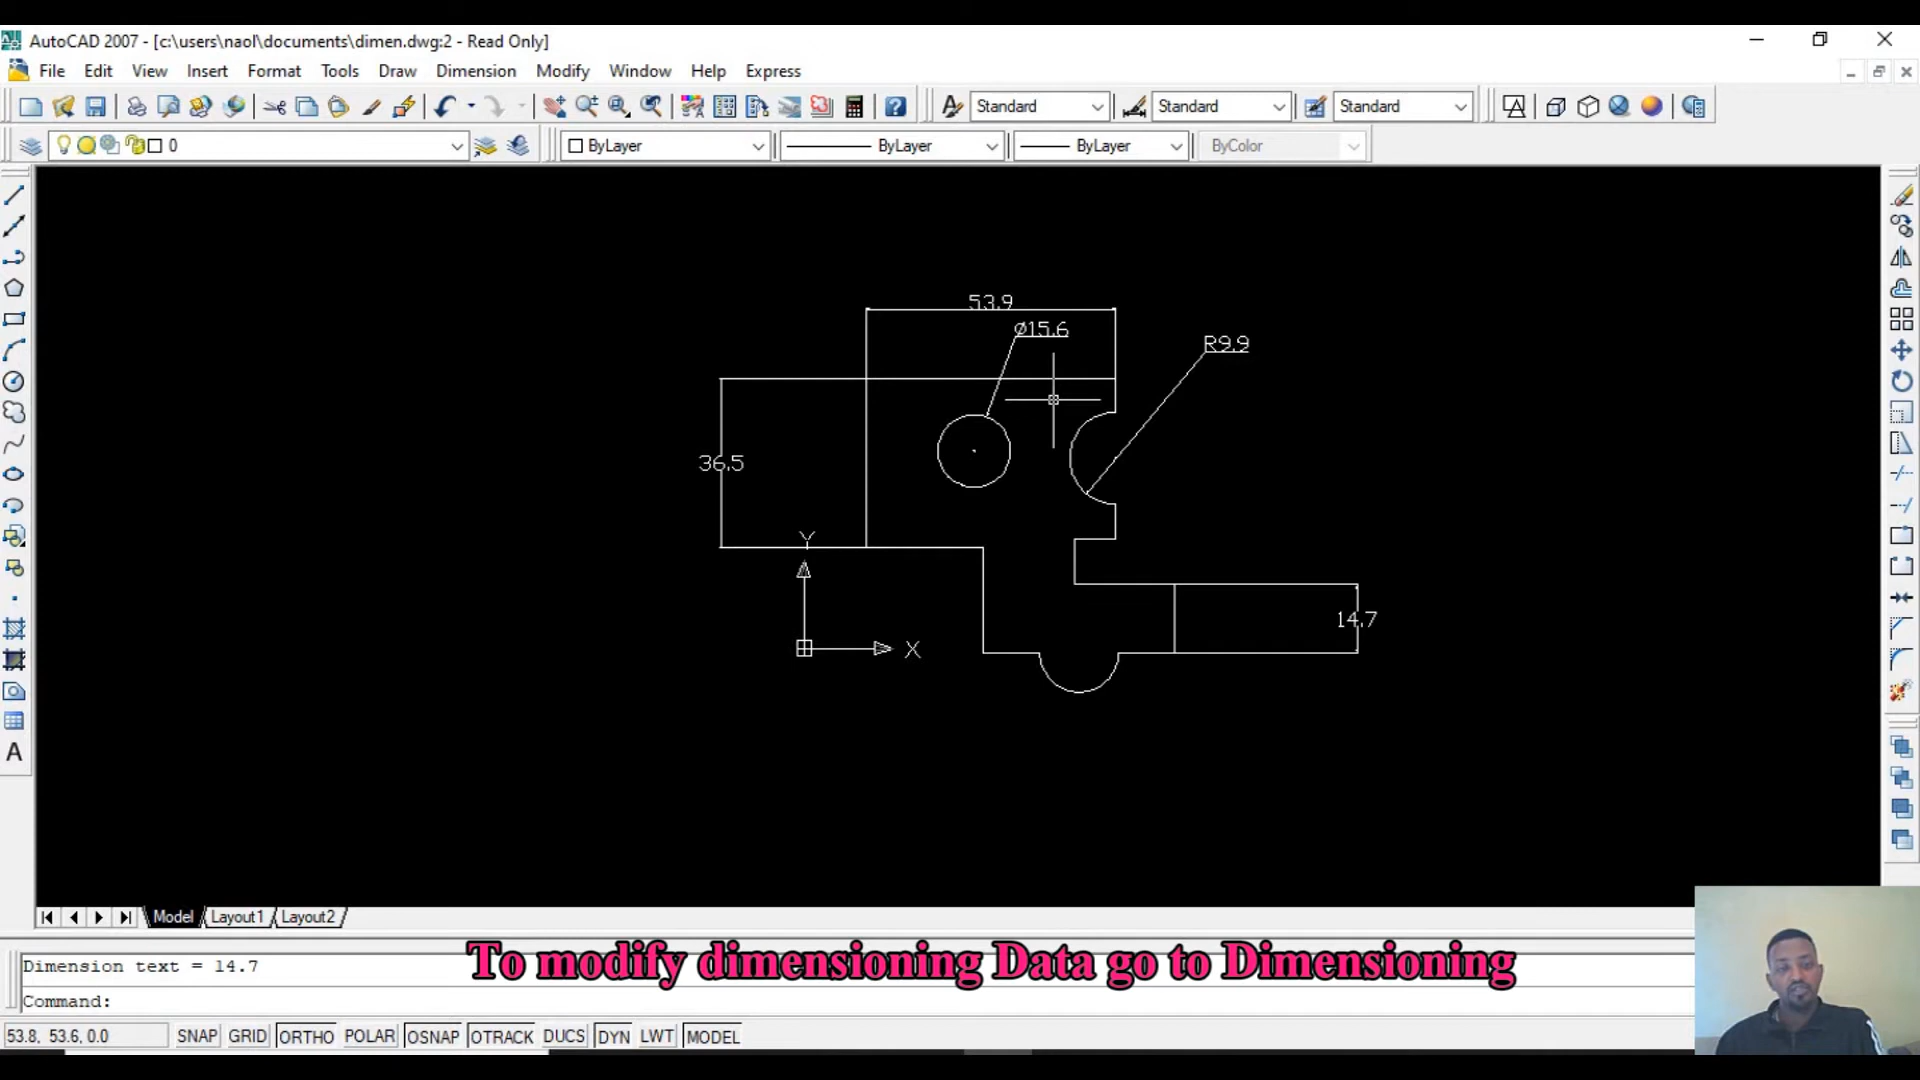 AutoCAD 2007 - [c:\users\naol\documents\dimen.dwg:2 - Read Only]
File Edit View Insert Format Tools Draw Dimension Modify Window Help Express
Standard Standard Standard
0 ByLayer ByLayer ByLayer ByColor
53.9
Ø15.6
R9.9
36.5
Y
14.7
X
A
Model Layout1 Layout2
Dimension text = 14.7
To modify dimensioning Data go to Dimensioning
Command:
53.8, 53.6, 0.0 SNAP GRID ORTHO POLAR OSNAP OTRACK DUCS DYN LWT MODEL